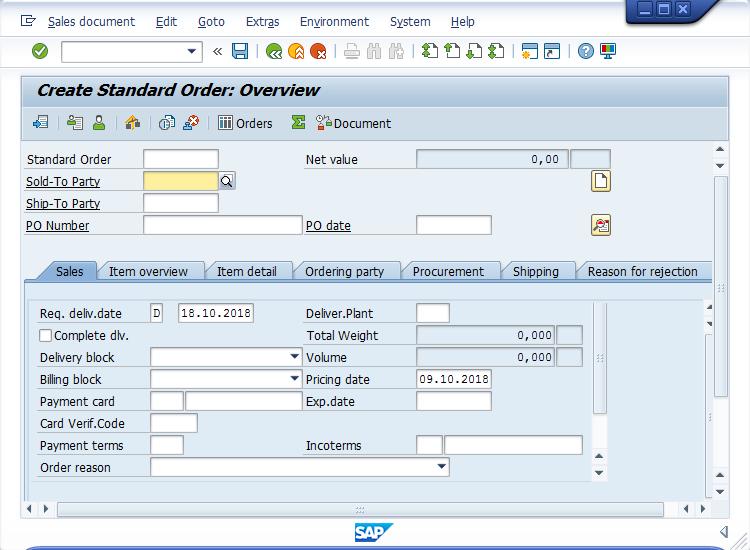 Sales document Edit Goto Extras Environment System Help
Create Standard Order: Overview
Orders Document
Standard Order Net value 0,00
Sold-To Party
Ship-To Party
PO Number PO date
Sales Item overview Item detail Ordering party Procurement Shipping Reason for rejection
Req. deliv.date D 18.10.2018 Deliver.Plant
Complete dlv. Total Weight 0,000
Delivery block Volume 0,000
Billing block Pricing date 09.10.2018
Payment card Exp.date
Card Verif.Code
Payment terms Incoterms
Order reason
SAP